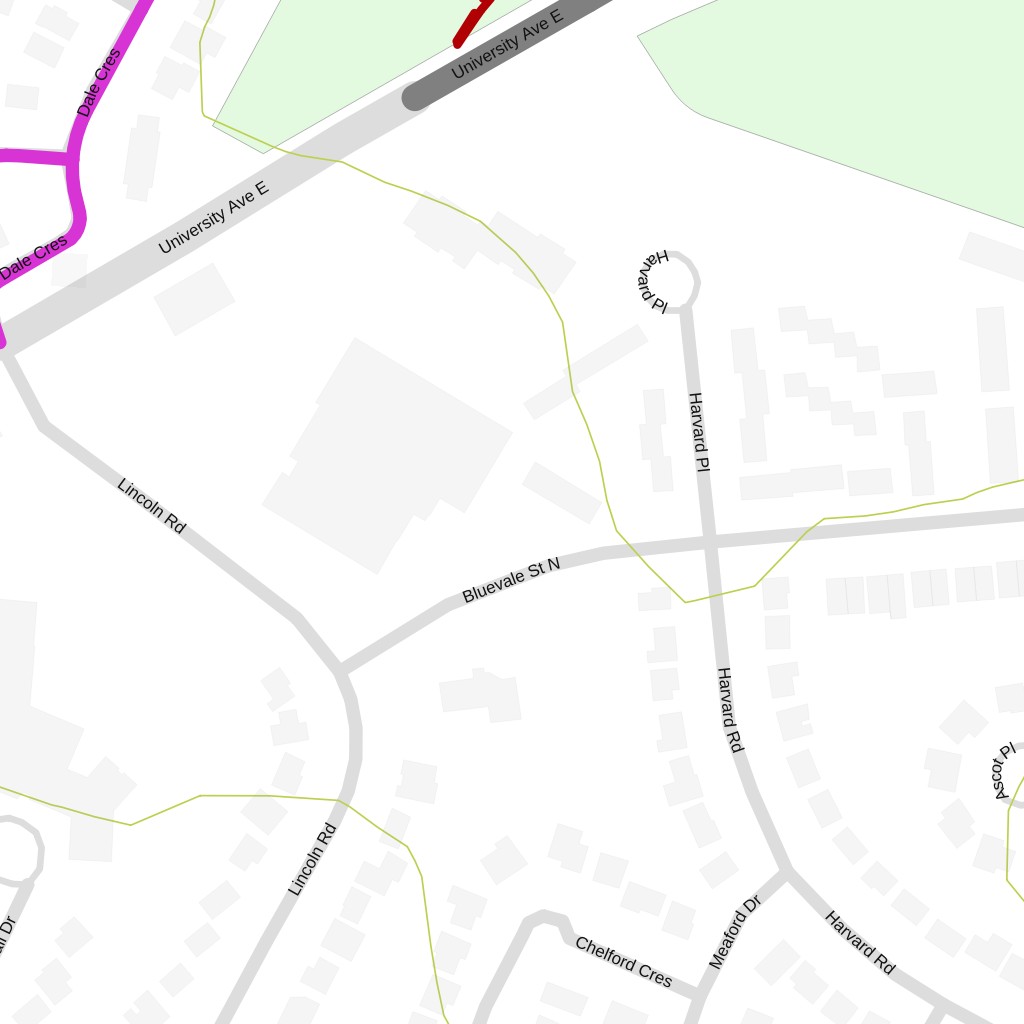 University Ave E
Dale Cres
University Ave E
Dale Cres
Harvard Pl
Harvard Pl
Lincoln Rd
Bluevale St N
Harvard Rd
Ascot Pl
Lincoln Rd
Meaford Dr
Harvard Rd
Chelford Cres
Dr